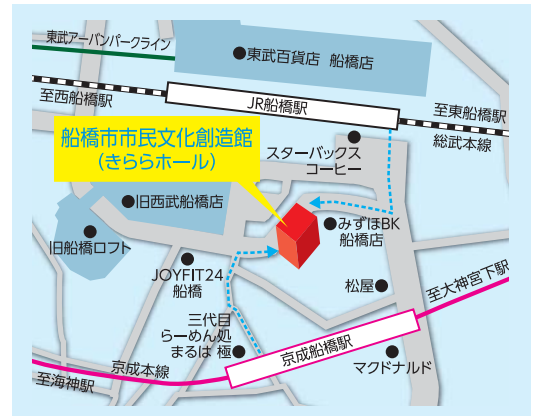 東武アーバンパークライン
東武百貨店 船橋店
至西船橋駅
JR船橋駅
至東船橋駅
総武本線
船橋市市民文化創造館
(きららホール)
スターバックス
コーヒー
旧西武船橋店
みずほBK
船橋店
旧船橋ロフト
JOYFIT24
船橋
松屋
至大神宮下駅
三代目
らーめん処
まるは 極
京成船橋駅
マクドナルド
京成本線
至海神駅